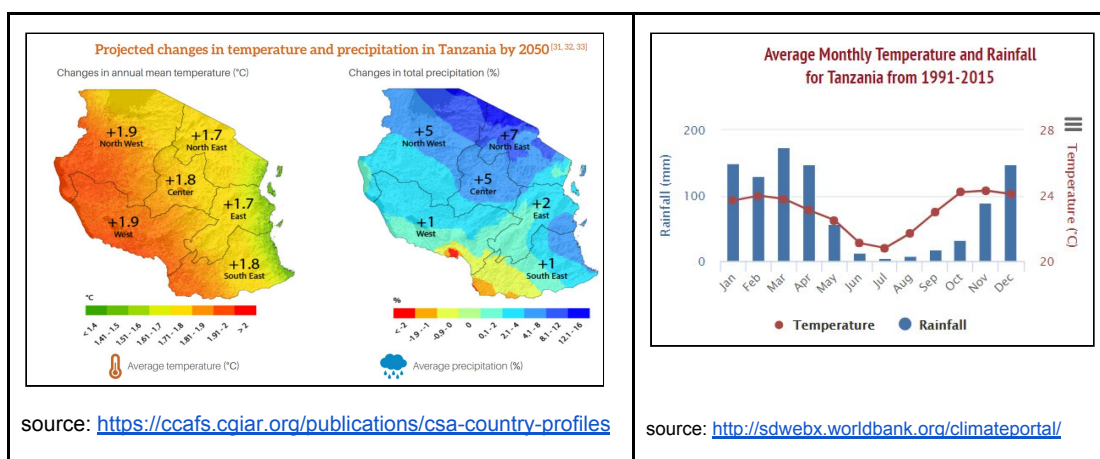 Projected changes in temperature and precipitation in Tanzania by 2050 [31, 32, 33]
Changes in annual mean temperature (°C)
+1.9
North West
+1.7
North East
+1.8
Center
+1.7
East
+1.9
West
+1.8
South East
°C
< 1.4
1.41 - 1.5
1.51 - 1.6
1.61 - 1.7
1.71 - 1.8
1.81 - 1.9
1.91 - 2
> 2
Average temperature (°C)
Changes in total precipitation (%)
+5
North West
+7
North East
+5
Center
+2
East
+1
West
+1
South East
%
< -2
-1.9 - -1
-0.9 - 0
0
0.1 - 2
2.1 - 4
4.1 - 8
8.1 - 12
12.1 - 16
Average precipitation (%)
source: https://ccafs.cgiar.org/publications/csa-country-profiles
Average Monthly Temperature and Rainfall
for Tanzania from 1991-2015
Rainfall (mm)
200
100
0
28
24
20
Temperature (°C)
Jan
Feb
Mar
Apr
May
Jun
Jul
Aug
Sep
Oct
Nov
Dec
Temperature
Rainfall
source: http://sdwebx.worldbank.org/climateportal/